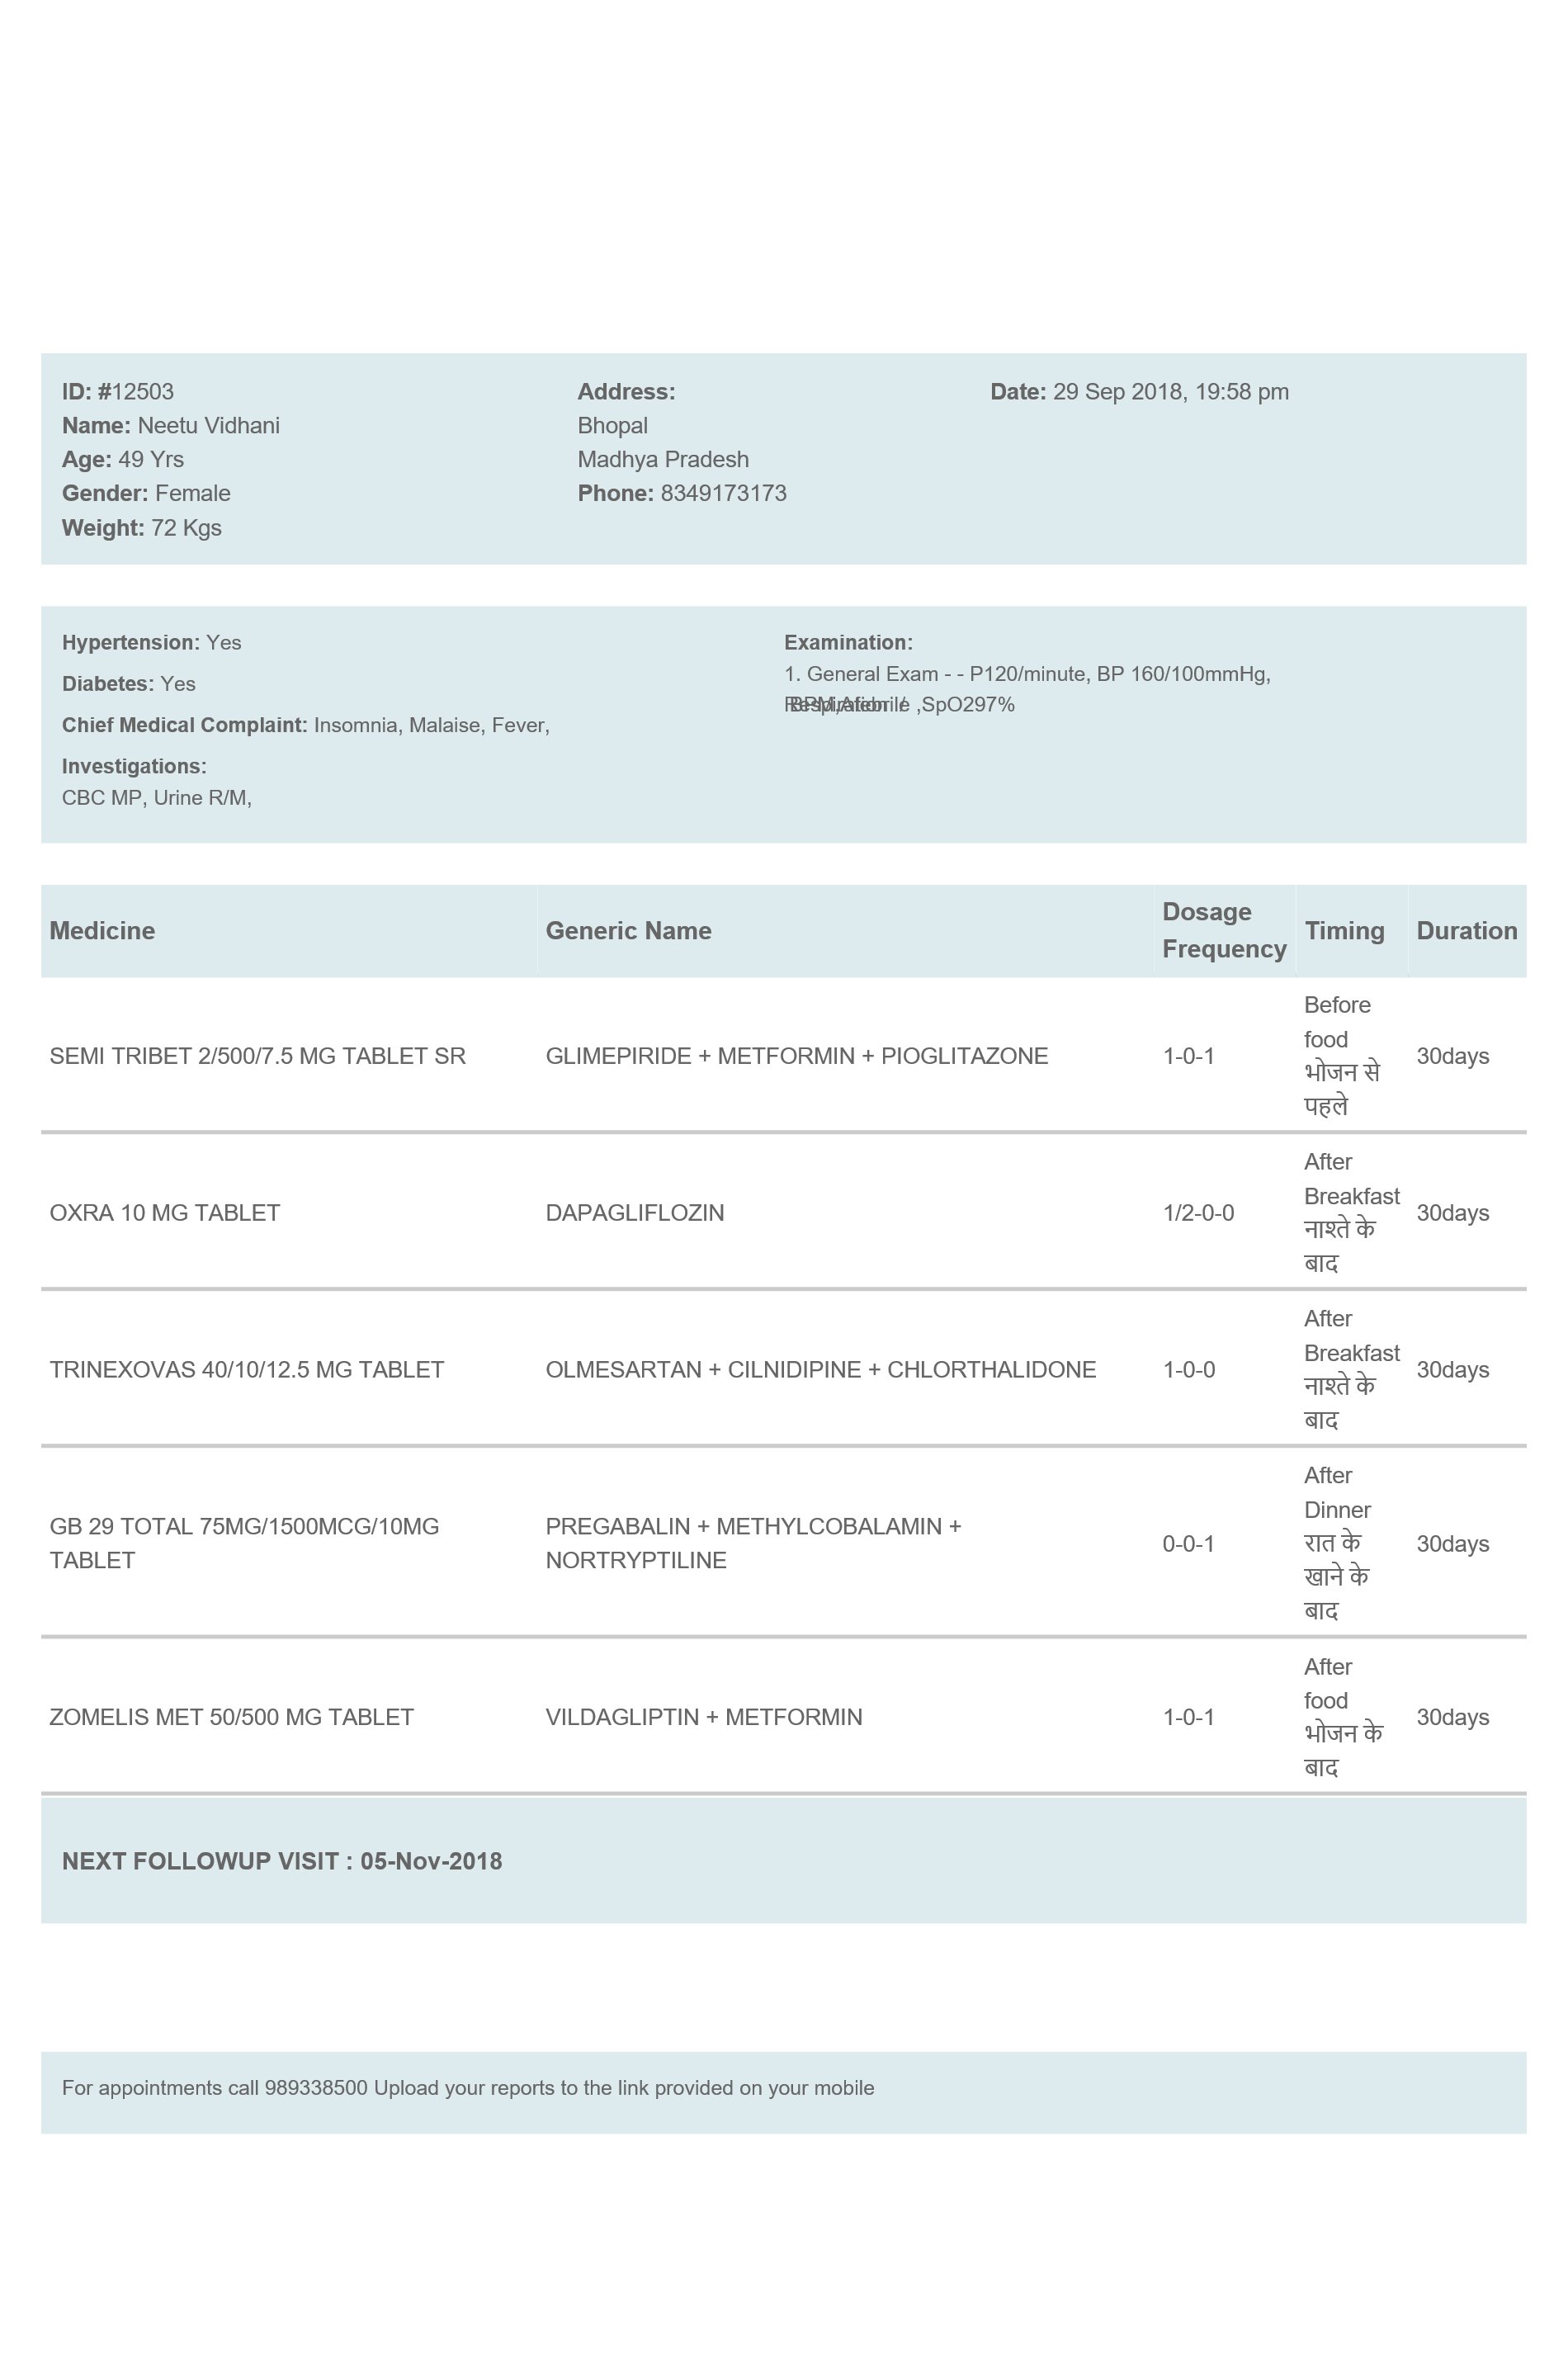 ID: #12503
Name: Neetu Vidhani
Age: 49 Yrs
Gender: Female
Weight: 72 Kgs
Address:
Bhopal
Madhya Pradesh
Phone: 8349173173
Date: 29 Sep 2018, 19:58 pm
Hypertension: Yes
Diabetes: Yes
Chief Medical Complaint: Insomnia, Malaise, Fever,
Investigations:
CBC MP, Urine R/M,
Examination:
1. General Exam - - P120/minute, BP 160/100mmHg,
,SpO297%
Medicine
Generic Name
Dosage
Frequency
Timing
Duration
SEMI TRIBET 2/500/7.5 MG TABLET SR
GLIMEPIRIDE + METFORMIN + PIOGLITAZONE
1-0-1
Before
food
भोजन से
पहले
30days
OXRA 10 MG TABLET
DAPAGLIFLOZIN
1/2-0-0
After
Breakfast
नाश्ते के
बाद
30days
TRINEXOVAS 40/10/12.5 MG TABLET
OLMESARTAN + CILNIDIPINE + CHLORTHALIDONE
1-0-0
After
Breakfast
नाश्ते के
बाद
30days
GB 29 TOTAL 75MG/1500MCG/10MG
TABLET
PREGABALIN + METHYLCOBALAMIN +
NORTRYPTILINE
0-0-1
After
Dinner
रात के
खाने के
बाद
30days
ZOMELIS MET 50/500 MG TABLET
VILDAGLIPTIN + METFORMIN
1-0-1
After
food
भोजन के
बाद
30days
NEXT FOLLOWUP VISIT : 05-Nov-2018
For appointments call 989338500 Upload your reports to the link provided on your mobile